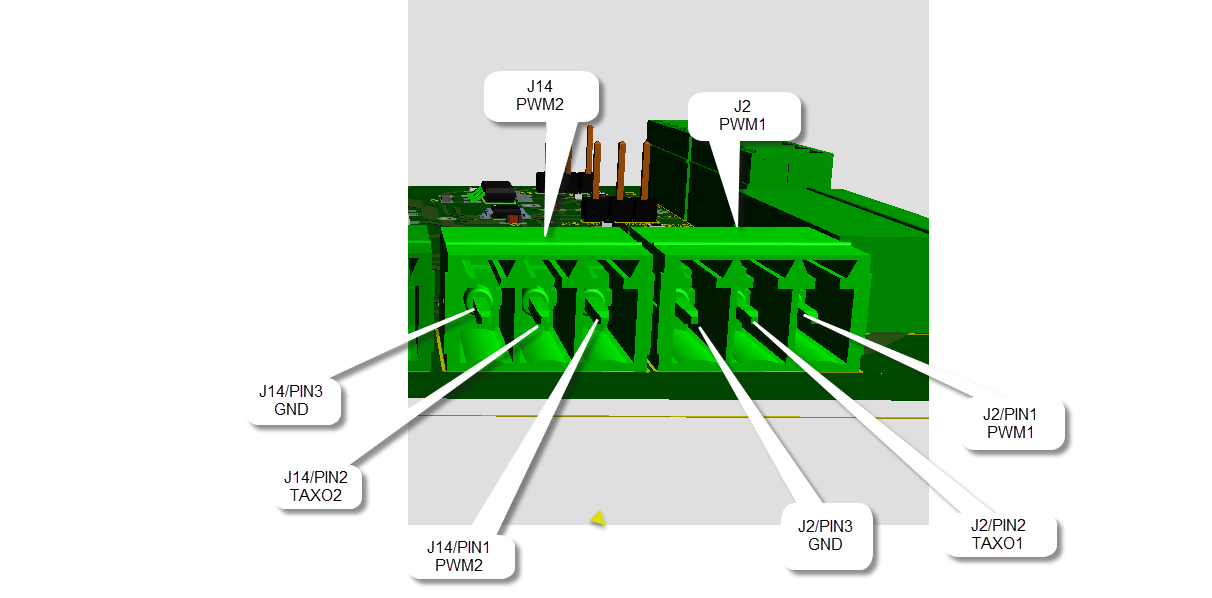 J14
PWM2
J2
PWM1
J14/PIN3
GND
J2/PIN1
PWM1
J14/PIN2
TAXO2
J2/PIN3
GND
J2/PIN2
TAXO1
J14/PIN1
PWM2